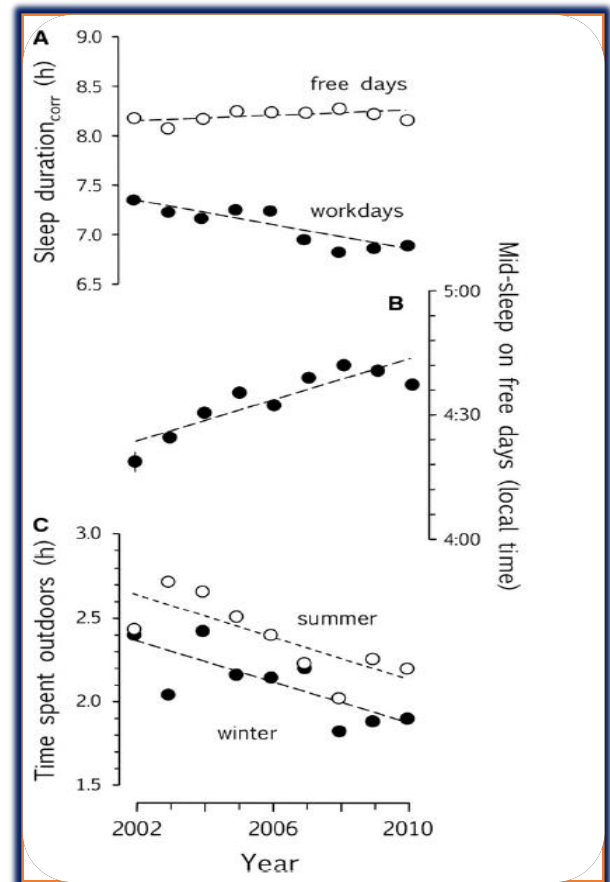 A
Sleep duration corr (h)
9.0
8.5
8.0
7.5
7.0
6.5
free days
workdays
B
Mid-sleep on free days (local time)
5:00
4:30
4:00
C
Time spent outdoors (h)
3.0
2.5
2.0
1.5
summer
winter
2002
2006
2010
Year